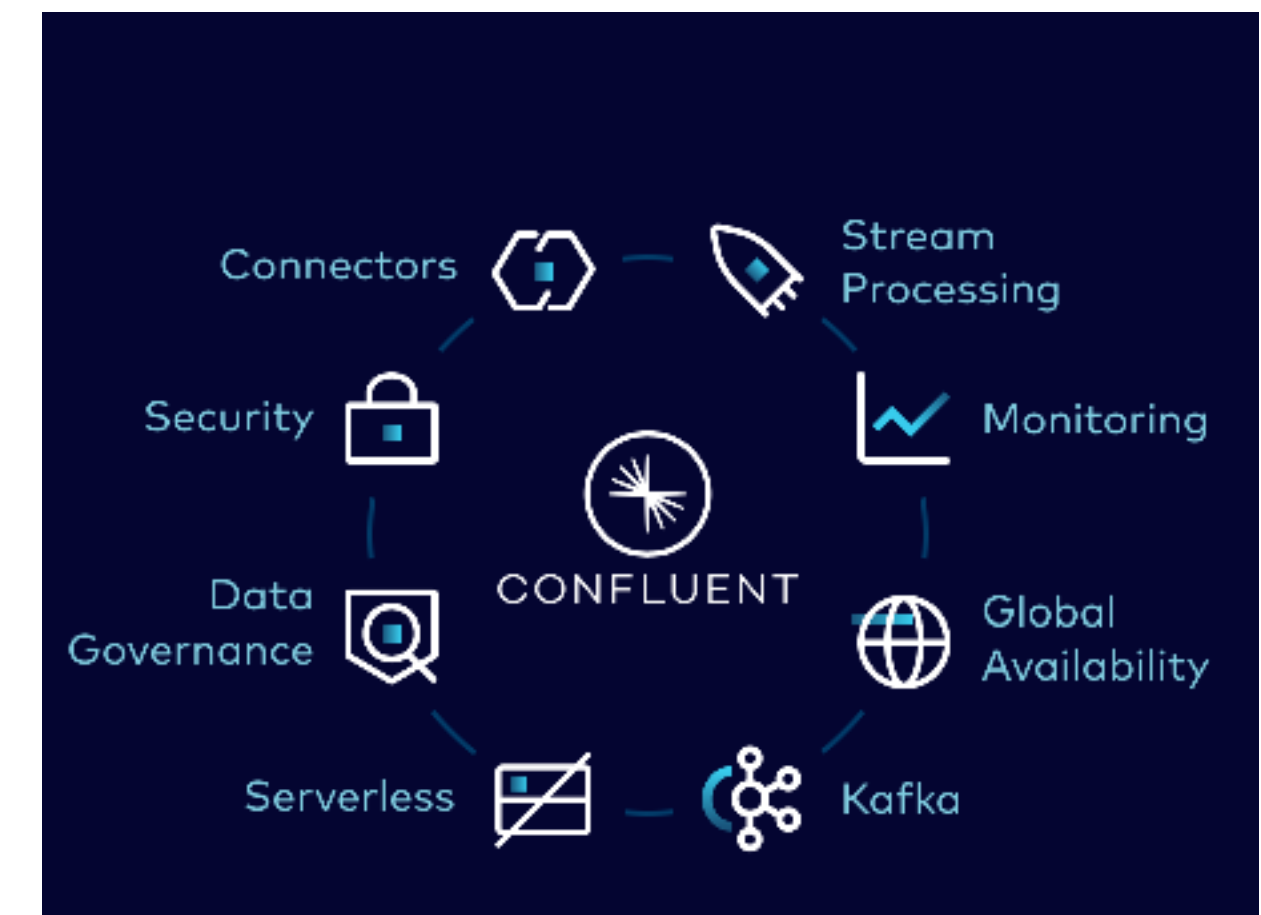 Connectors
Stream
Processing
Security
Monitoring
CONFLUENT
Data
Governance
Global
Availability
Serverless
Kafka